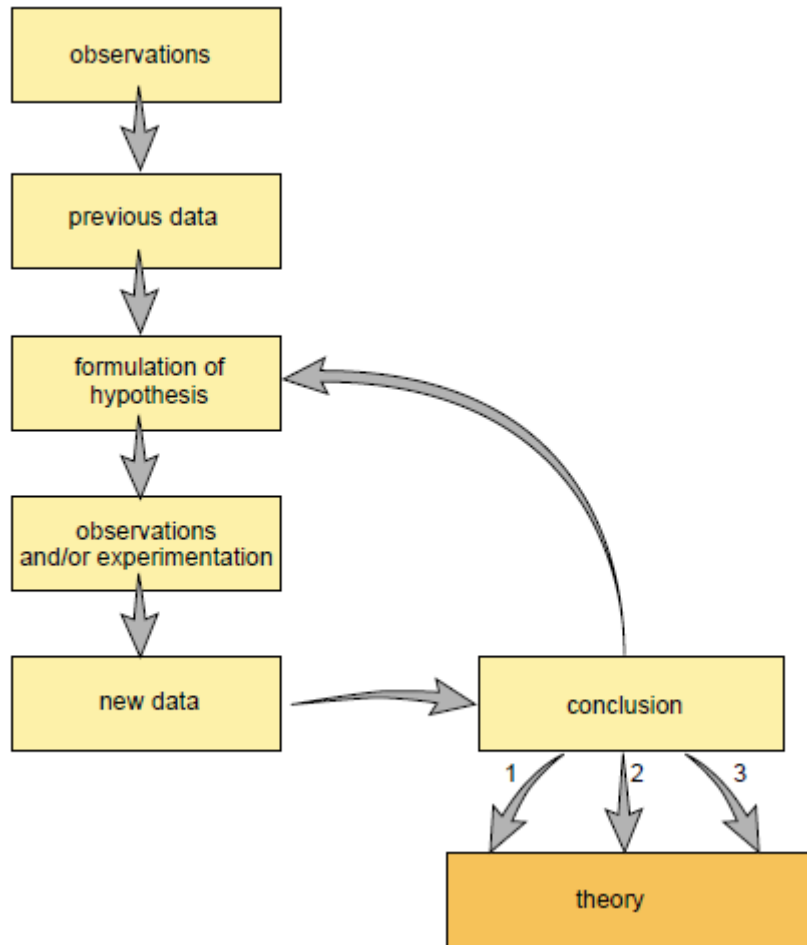 observations
previous data
formulation of
hypothesis
observations
and/or experimentation
new data
conclusion
1
2
3
theory